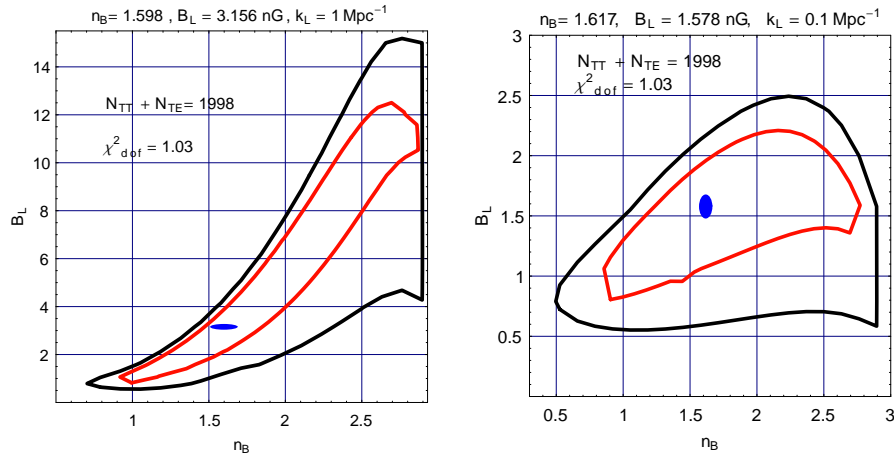 n_B= 1.598 , B_L = 3.156 nG , k_L = 1 Mpc⁻¹
N_TT + N_TE = 1998
χ²_dof = 1.03
14
12
10
8
6
4
2
B_L
1 1.5 2 2.5
n_B
n_B= 1.617, B_L = 1.578 nG, k_L = 0.1 Mpc⁻¹
N_TT + N_TE = 1998
χ²_dof = 1.03
3
2.5
2
1.5
1
0.5
0
B_L
0.5 1 1.5 2 2.5 3
n_B